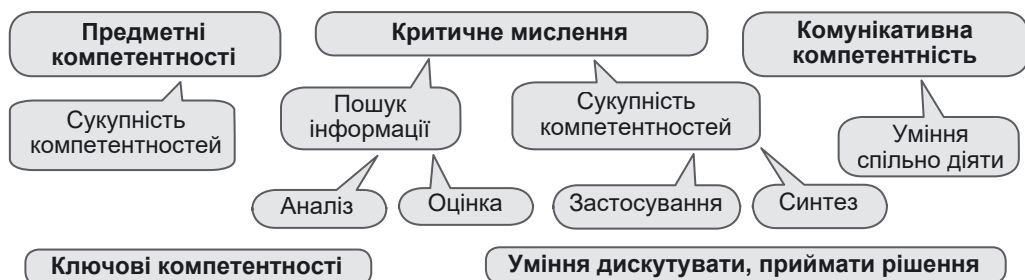 Предметні
компетентності
Критичне мислення
Комунікативна
компетентність
Сукупність
компетентностей
Пошук
інформації
Сукупність
компетентностей
Уміння
спільно діяти
Аналіз
Оцінка
Застосування
Синтез
Ключові компетентності
Уміння дискутувати, приймати рішення